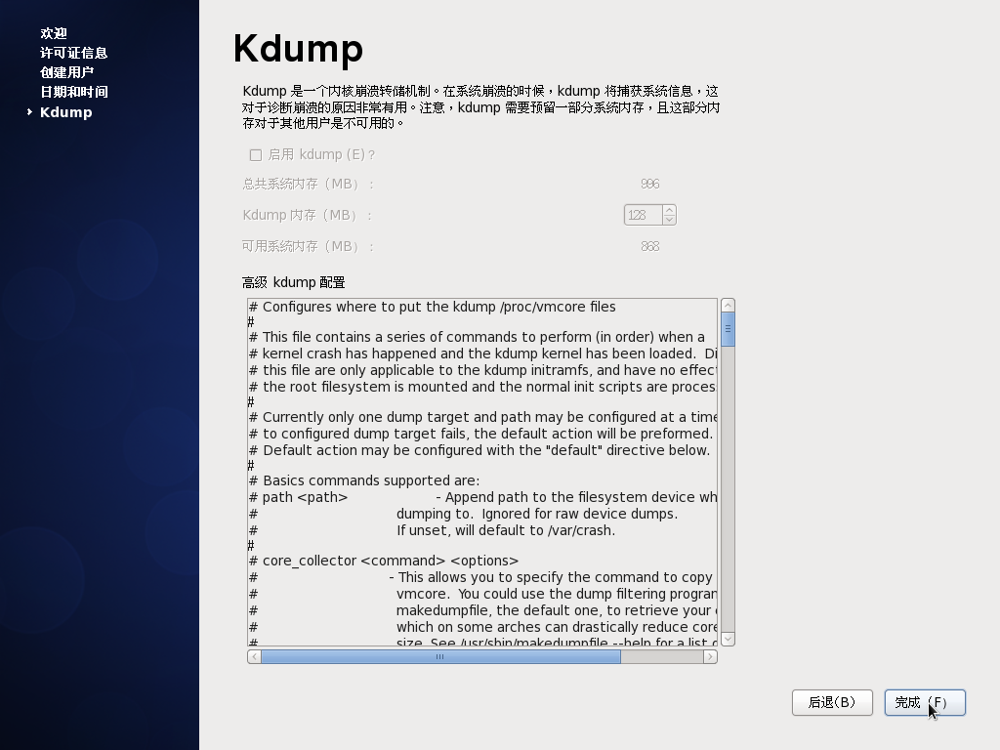 欢迎
许可证信息
创建用户
日期和时间
Kdump
Kdump
Kdump 是一个内核崩溃转储机制。在系统崩溃的时候，kdump 将捕获系统信息，这
对于诊断崩溃的原因非常有用。注意，kdump 需要预留一部分系统内存，且这部分内
存对于其他用户是不可用的。
启用 kdump (E)？
总共系统内存（MB）： 996
Kdump 内存（MB）： 128
可用系统内存（MB）： 868
高级 kdump 配置
# Configures where to put the kdump /proc/vmcore files
#
# This file contains a series of commands to perform (in order) when a
# kernel crash has happened and the kdump kernel has been loaded.  Di
# this file are only applicable to the kdump initramfs, and have no effect
# the root filesystem is mounted and the normal init scripts are proces
#
# Currently only one dump target and path may be configured at a time
# to configured dump target fails, the default action will be preformed.
# Default action may be configured with the "default" directive below.
#
# Basics commands supported are:
# path <path> - Append path to the filesystem device wh
# dumping to.  Ignored for raw device dumps.
# If unset, will default to /var/crash.
#
# core_collector <command> <options>
# - This allows you to specify the command to copy
# vmcore.  You could use the dump filtering program
# makedumpfile, the default one, to retrieve your
# which on some arches can drastically reduce core
# size. See /usr/sbin/makedumpfile --help for a list o
后退(B) 完成（F）